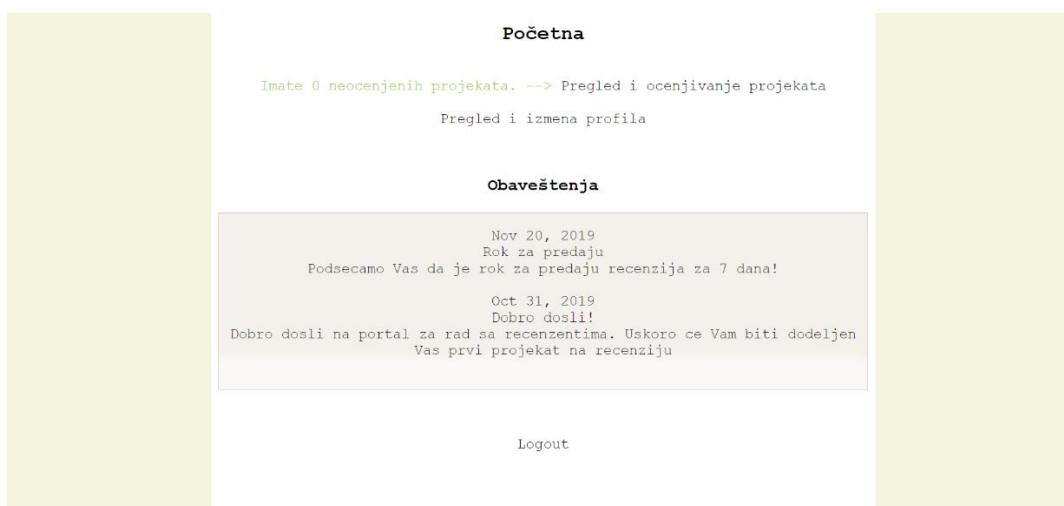 Početna
Imate 0 neocenjenih projekata. --> Pregled i ocenjivanje projekata
Pregled i izmena profila
Obaveštenja
Nov 20, 2019
Rok za predaju
Podsecamo Vas da je rok za predaju recenzija za 7 dana!
Oct 31, 2019
Dobro dosli!
Dobro dosli na portal za rad sa recenzentima. Uskoro ce Vam biti dodeljen
Vas prvi projekat na recenziju
Logout